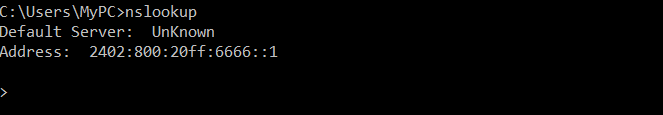 C:\Users\MyPC>nslookup
Default Server:  UnKnown
Address:  2402:800:20ff:6666::1
>